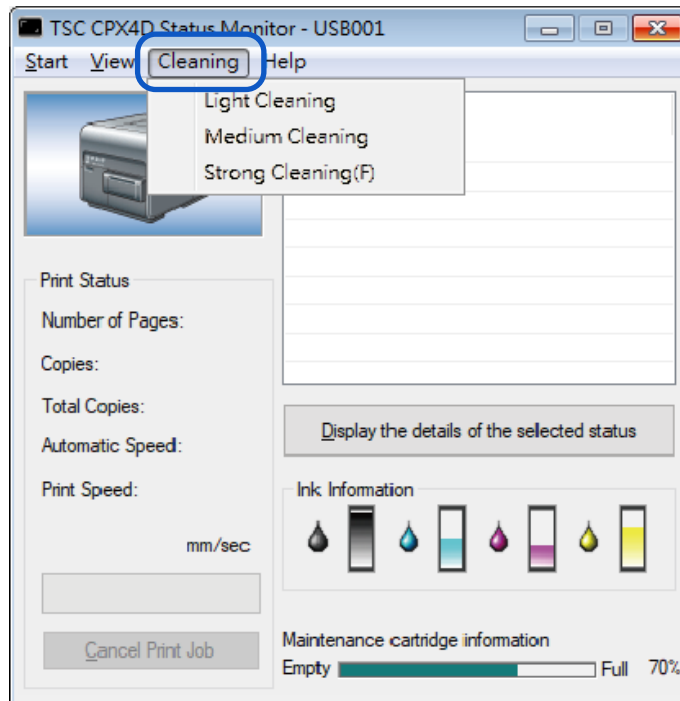 TSC CPX4D Status Monitor - USB001
Start View Cleaning Help
Light Cleaning
Medium Cleaning
Strong Cleaning(F)
Print Status
Number of Pages:
Copies:
Total Copies:
Automatic Speed:
Print Speed:
mm/sec
Cancel Print Job
Display the details of the selected status
Ink Information
Maintenance cartridge information
Empty Full 70%